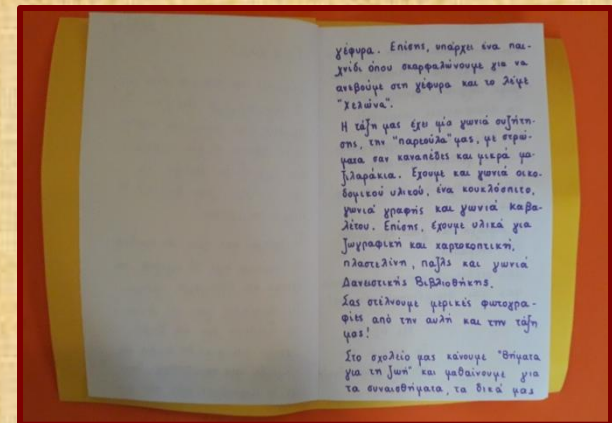 γέφυρα. Επίσης, υπάρχει ένα παι-
χνίδι όπου σκαρφαλώνουμε για να
ανεβούμε στη γέφυρα και το λέμε
"Χελώνα".
Η τάξη μας έχει μία γωνιά συζήτη-
σης, την "παρεούλα" μας, με στρώ-
ματα σαν καναπέδες και μικρά μα-
ξιλαράκια. Έχουμε και γωνιά οικο-
δομικού υλικού, ένα κουκλόσπιτο,
γωνιά γραφής και γωνιά καβα-
λέτου. Επίσης, έχουμε υλικά για
ζωγραφική και χαρτοκοπτική,
πλαστελίνη, παζλς και γωνιά
Δανειστικής Βιβλιοθήκης.
Σας στέλνουμε μερικές φωτογρα-
φίες από την αυλή και την τάξη
μας!
Στο σχολείο μας κάνουμε "Βήματα
για τη ζωή" και μαθαίνουμε για
τα συναισθήματα, τα δικά μας